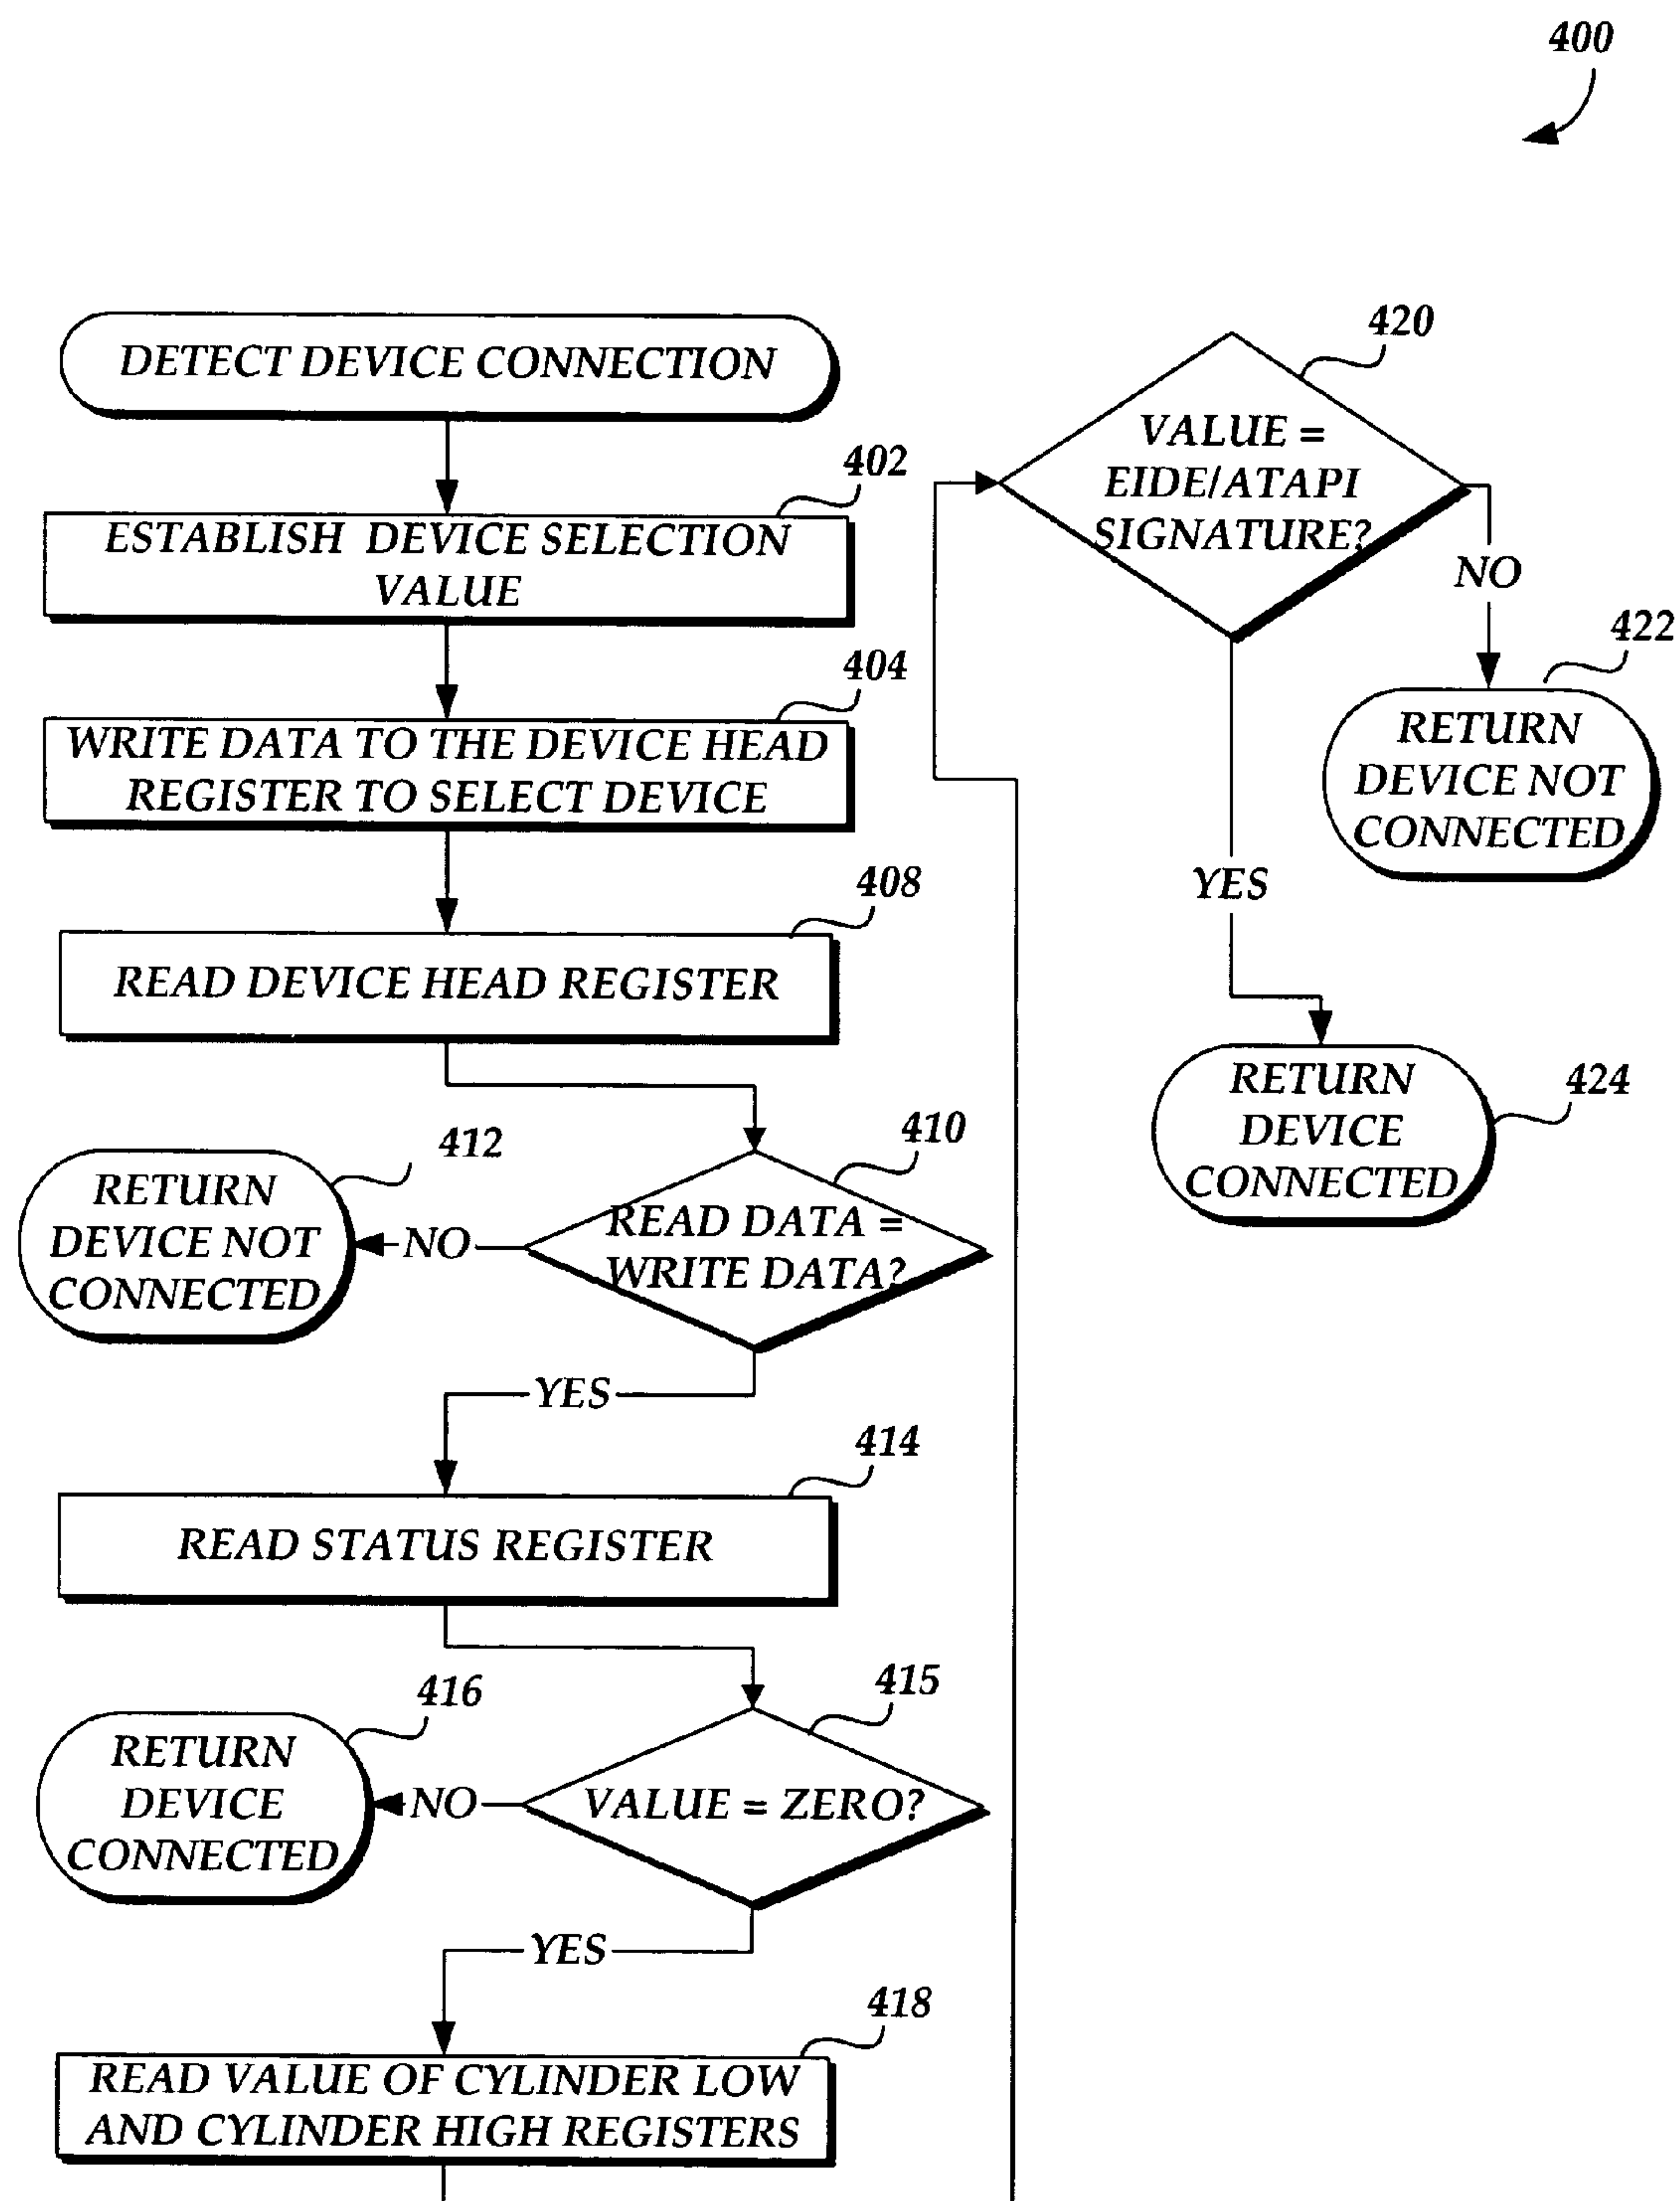 400
DETECT DEVICE CONNECTION
402
ESTABLISH DEVICE SELECTION
VALUE
404
WRITE DATA TO THE DEVICE HEAD
REGISTER TO SELECT DEVICE
408
READ DEVICE HEAD REGISTER
410
READ DATA =
WRITE DATA?
NO
412
RETURN
DEVICE NOT
CONNECTED
YES
414
READ STATUS REGISTER
415
VALUE = ZERO?
NO
416
RETURN
DEVICE
CONNECTED
YES
418
READ VALUE OF CYLINDER LOW
AND CYLINDER HIGH REGISTERS
420
VALUE =
EIDE/ATAPI
SIGNATURE?
NO
422
RETURN
DEVICE NOT
CONNECTED
YES
424
RETURN
DEVICE
CONNECTED